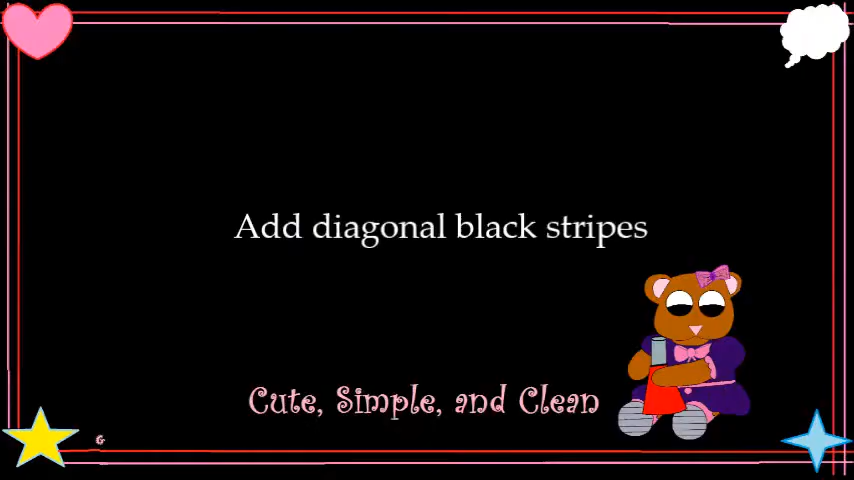 Add diagonal black stripes
Cute, Simple, and Clean
G